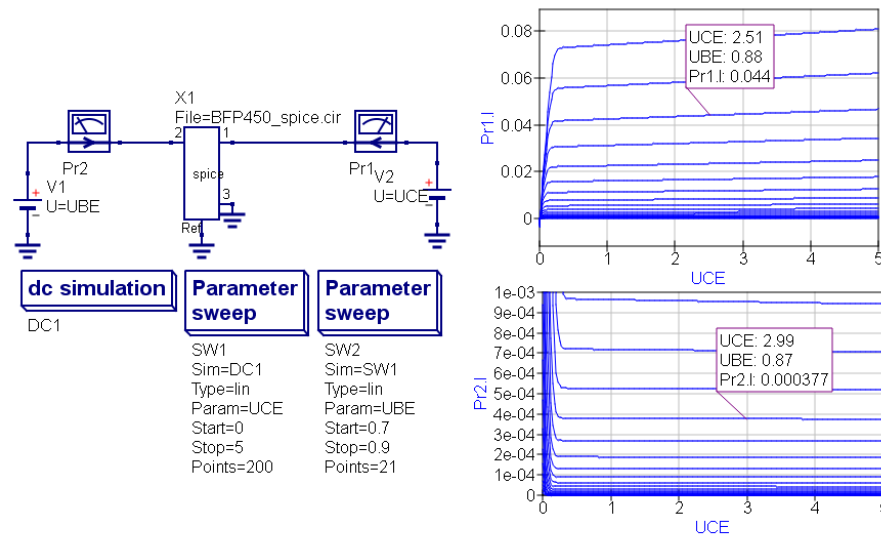 X1
File=BFP450_spice.cir
2
1
spice
3
Ref
Pr2
V1
U=UBE
Pr1
V2
U=UCE
dc simulation
DC1
Parameter
sweep
SW1
Sim=DC1
Type=lin
Param=UCE
Start=0
Stop=5
Points=200
Parameter
sweep
SW2
Sim=SW1
Type=lin
Param=UBE
Start=0.7
Stop=0.9
Points=21
0.08
0.06
0.04
0.02
0
Pr1.I
UCE: 2.51
UBE: 0.88
Pr1.I: 0.044
0 1 2 3 4 5
UCE
1e-03
9e-04
8e-04
7e-04
6e-04
5e-04
4e-04
3e-04
2e-04
1e-04
0
Pr2.I
UCE: 2.99
UBE: 0.87
Pr2.I: 0.000377
0 1 2 3 4 5
UCE